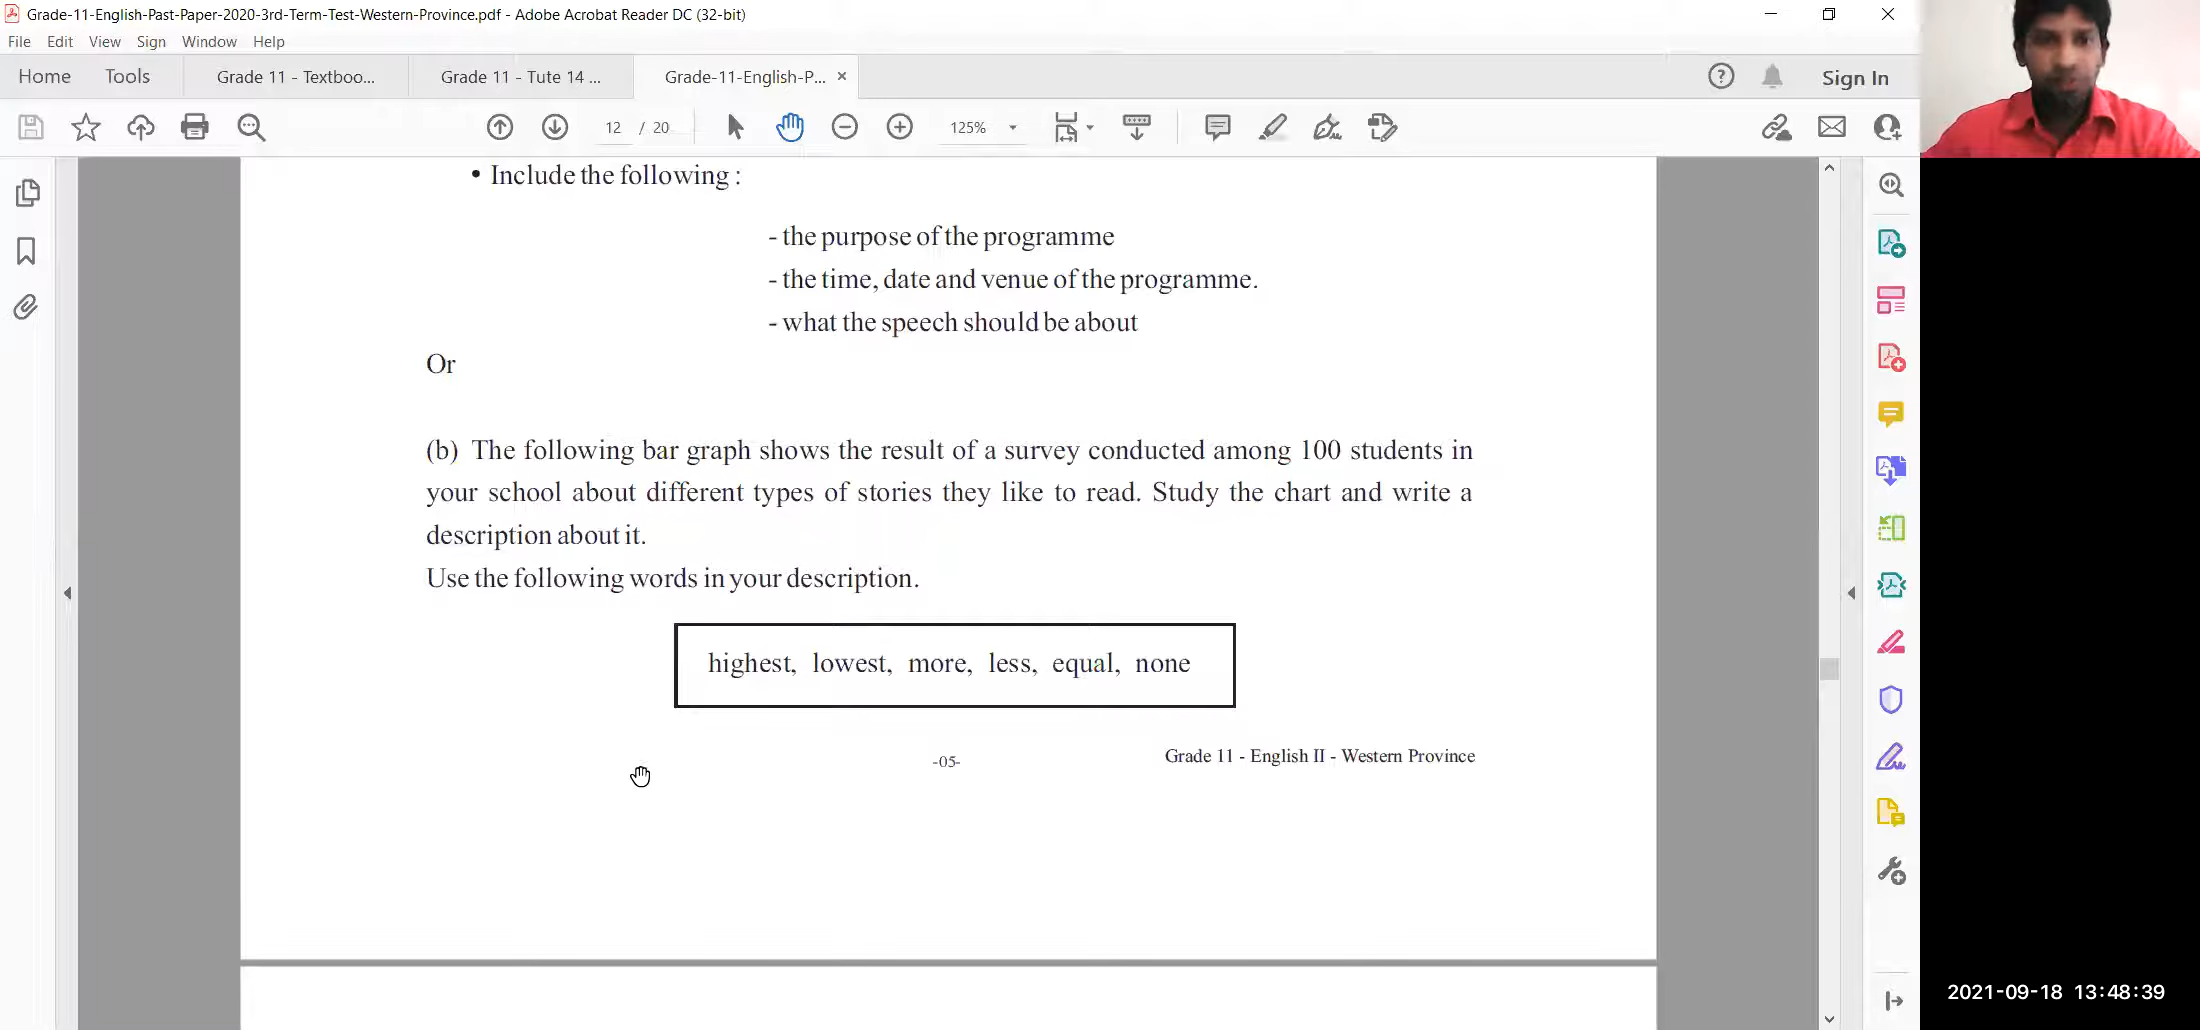 Grade-11-English-Past-Paper-2020-3rd-Term-Test-Western-Province.pdf - Adobe Acrobat Reader DC (32-bit)
File Edit View Sign Window Help
Home Tools Grade 11 - Textboo... Grade 11 - Tute 14 ... Grade-11-English-P... Sign In
12 / 20 125%
• Include the following :
- the purpose of the programme
- the time, date and venue of the programme.
- what the speech should be about
Or
(b) The following bar graph shows the result of a survey conducted among 100 students in
your school about different types of stories they like to read. Study the chart and write a
description about it.
Use the following words in your description.
highest, lowest, more, less, equal, none
-05- Grade 11 - English II - Western Province
2021-09-18 13:48:39